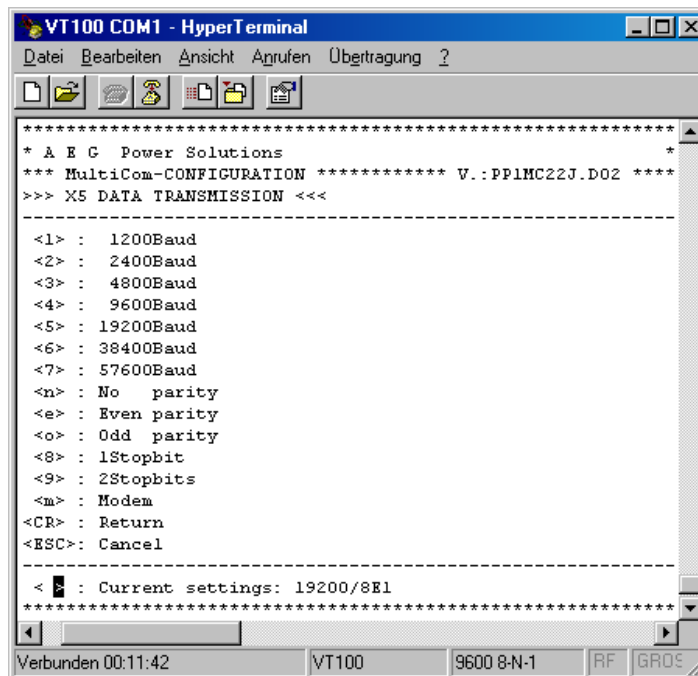 VT100 COM1 - HyperTerminal
Datei Bearbeiten Ansicht Anrufen Übertragung ?
************************************************************
* A E G  Power Solutions                                   *
*** MultiCom-CONFIGURATION ************ V.:PP1MC22J.D02 ****
>>> X5 DATA TRANSMISSION <<<
------------------------------------------------------------
<1> :  1200Baud
<2> :  2400Baud
<3> :  4800Baud
<4> :  9600Baud
<5> : 19200Baud
<6> : 38400Baud
<7> : 57600Baud
<n> : No   parity
<e> : Even parity
<o> : Odd  parity
<8> : 1Stopbit
<9> : 2Stopbits
<m> : Modem
<CR> : Return
<ESC>: Cancel
------------------------------------------------------------
< > : Current settings: 19200/8E1
************************************************************
Verbunden 00:11:42 VT100 9600 8-N-1 RF GROS